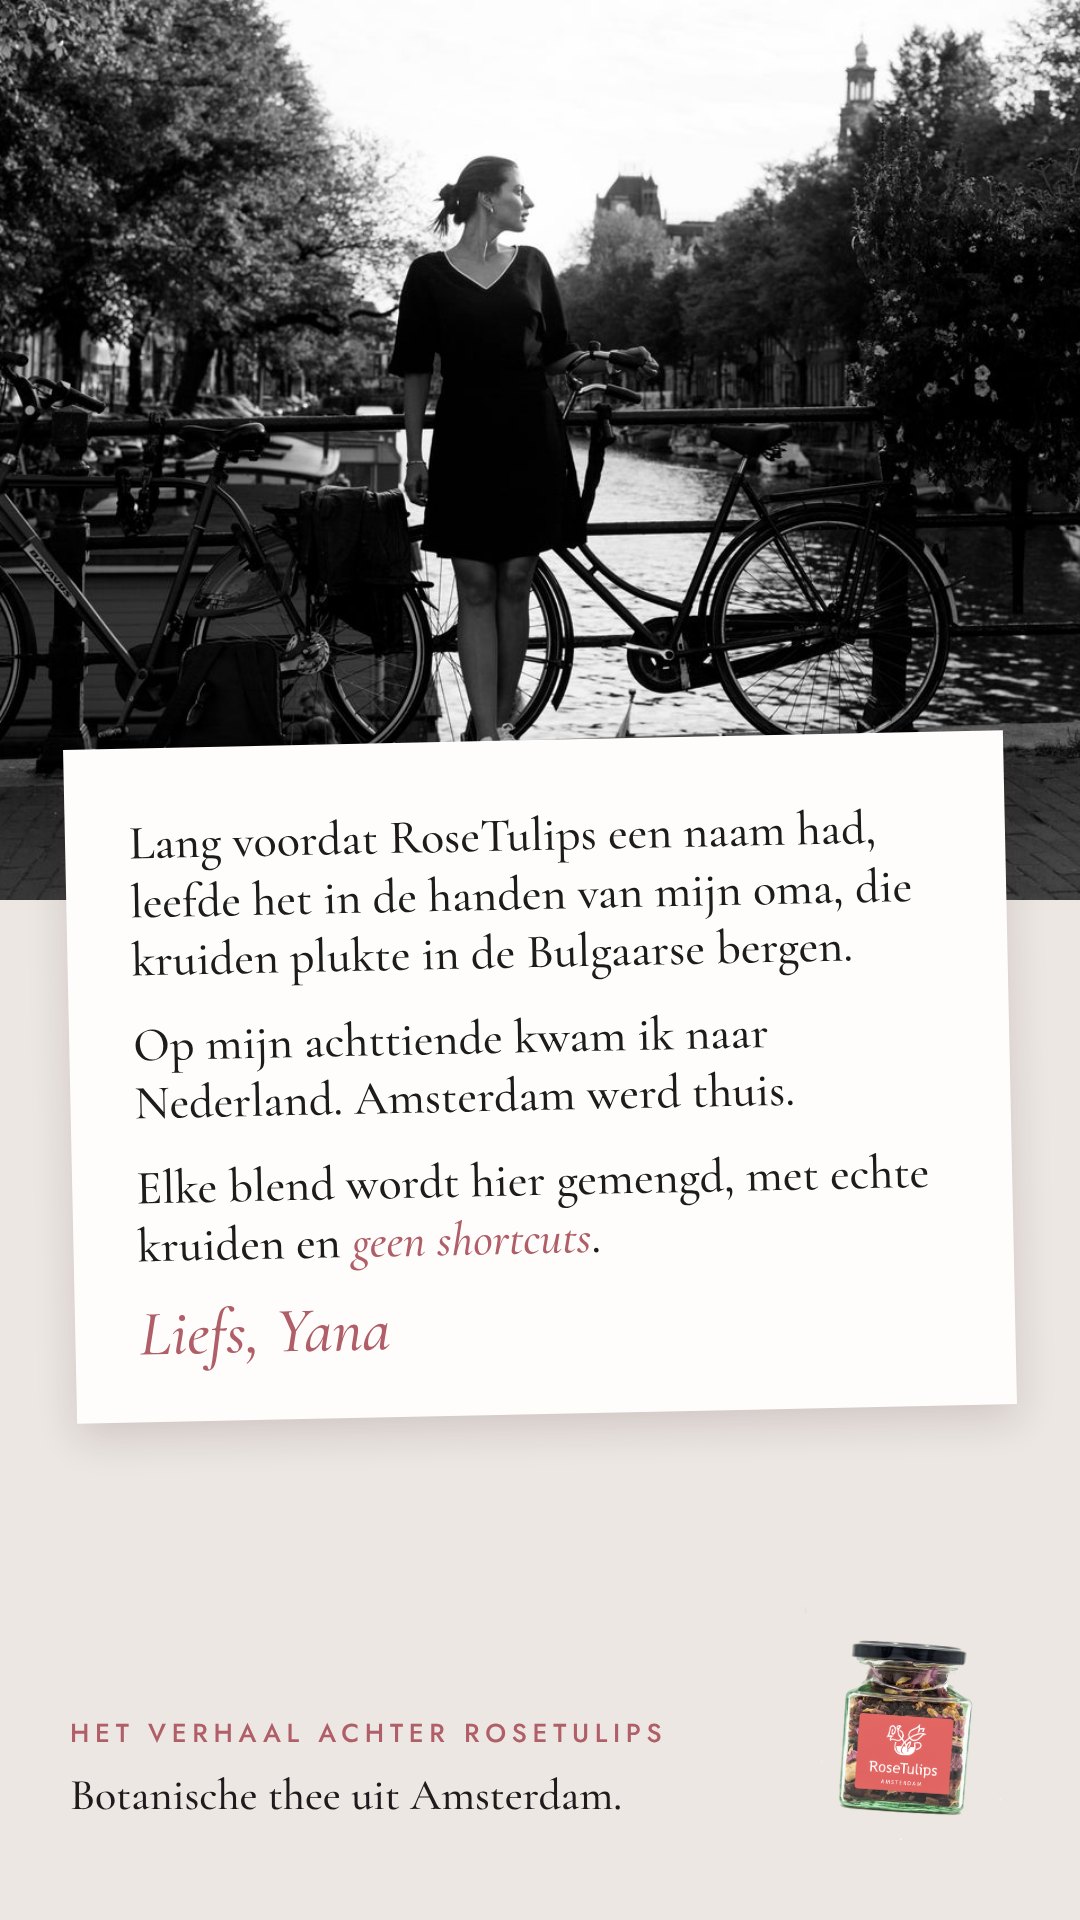 BATAVUS
Lang voordat RoseTulips een naam had,
leefde het in de handen van mijn oma, die
kruiden plukte in de Bulgaarse bergen.
Op mijn achttiende kwam ik naar
Nederland. Amsterdam werd thuis.
Elke blend wordt hier gemengd, met echte
kruiden en geen shortcuts.
Liefs, Yana
HET VERHAAL ACHTER ROSETULIPS
Botanische thee uit Amsterdam.
RoseTulips
AMSTERDAM